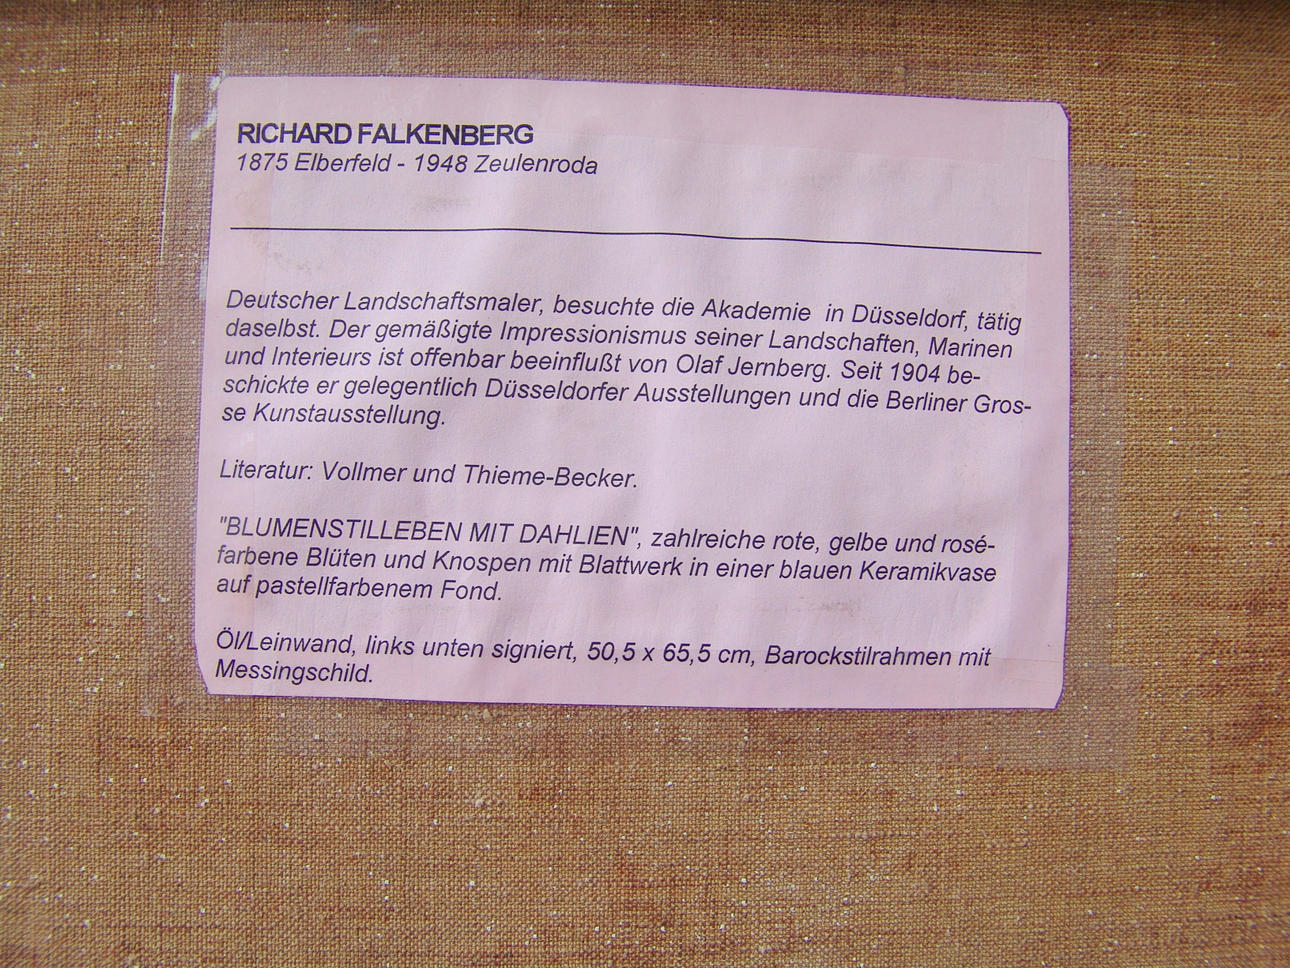 RICHARD FALKENBERG
1875 Elberfeld - 1948 Zeulenroda
Deutscher Landschaftsmaler, besuchte die Akademie in Düsseldorf, tätig
daselbst. Der gemäßigte Impressionismus seiner Landschaften, Marinen
und Interieurs ist offenbar beeinflußt von Olaf Jernberg. Seit 1904 be-
schickte er gelegentlich Düsseldorfer Ausstellungen und die Berliner Gros-
se Kunstausstellung.
Literatur: Vollmer und Thieme-Becker.
"BLUMENSTILLEBEN MIT DAHLIEN", zahlreiche rote, gelbe und rosé-
farbene Blüten und Knospen mit Blattwerk in einer blauen Keramikvase
auf pastellfarbenem Fond.
Öl/Leinwand, links unten signiert, 50,5 x 65,5 cm, Barockstilrahmen mit
Messingschild.